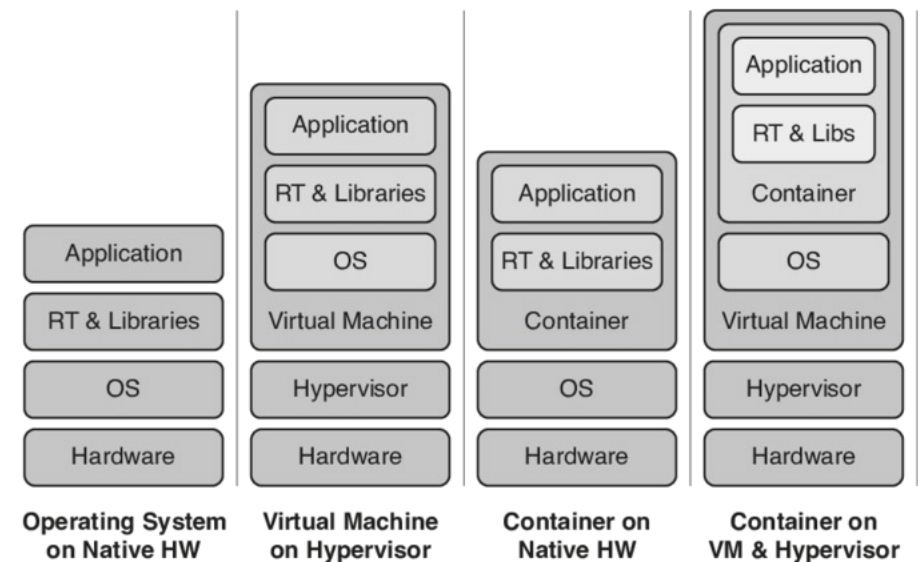 Application
RT & Libraries
OS
Hardware
Operating System
on Native HW
Application
RT & Libraries
OS
Virtual Machine
Hypervisor
Hardware
Virtual Machine
on Hypervisor
Application
RT & Libraries
Container
OS
Hardware
Container on
Native HW
Application
RT & Libs
Container
OS
Virtual Machine
Hypervisor
Hardware
Container on
VM & Hypervisor